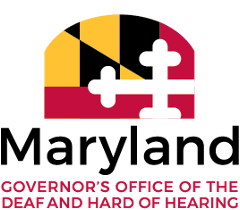 Maryland
GOVERNOR'S OFFICE OF THE
DEAF AND HARD OF HEARING